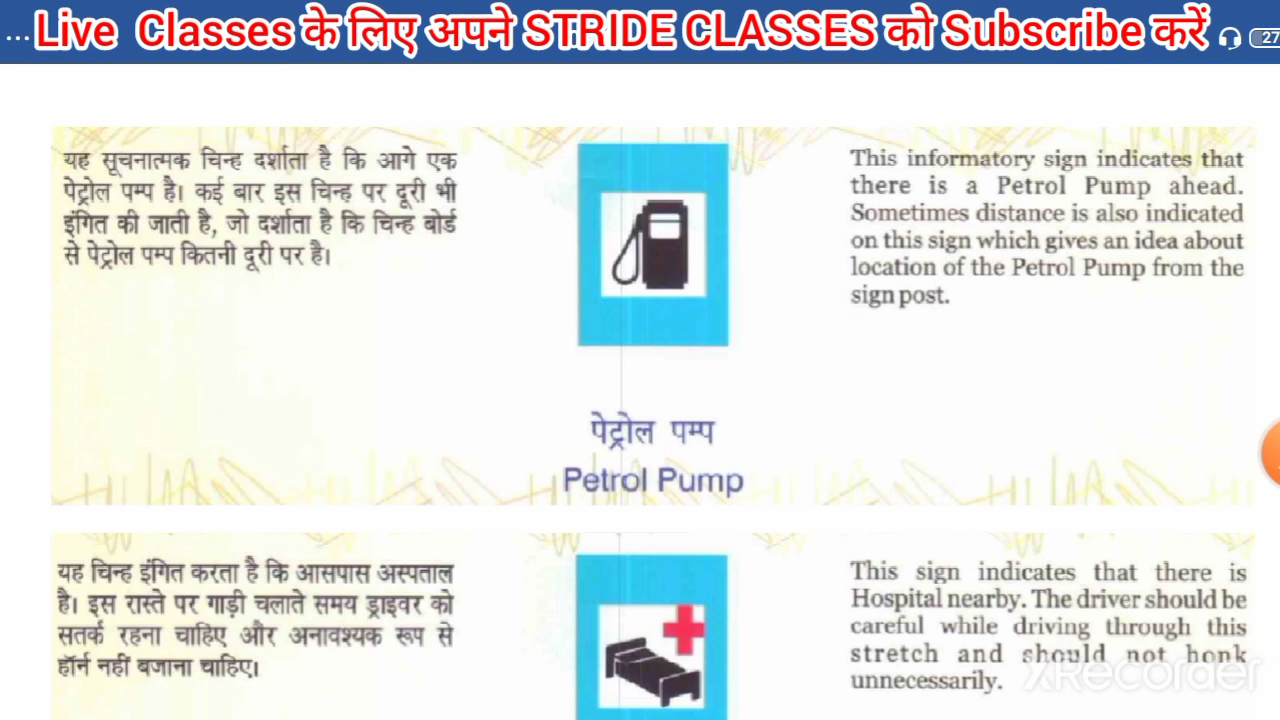 ... Live Classes के लिए अपने STRIDE CLASSES को Subscribe करें
27
यह सूचनात्मक चिन्ह दर्शाता है कि आगे एक
पेट्रोल पम्प है। कई बार इस चिन्ह पर दूरी भी
इंगित की जाती है, जो दर्शाता है कि चिन्ह बोर्ड
से पेट्रोल पम्प कितनी दूरी पर है।
This informatory sign indicates that
there is a Petrol Pump ahead.
Sometimes distance is also indicated
on this sign which gives an idea about
location of the Petrol Pump from the
sign post.
पेट्रोल पम्प
Petrol Pump
यह चिन्ह इंगित करता है कि आसपास अस्पताल
है। इस रास्ते पर गाड़ी चलाते समय ड्राइवर को
सतर्क रहना चाहिए और अनावश्यक रूप से
हॉर्न नहीं बजाना चाहिए।
This sign indicates that there is
Hospital nearby. The driver should be
careful while driving through this
stretch and should not honk
unnecessarily.
XRecorder